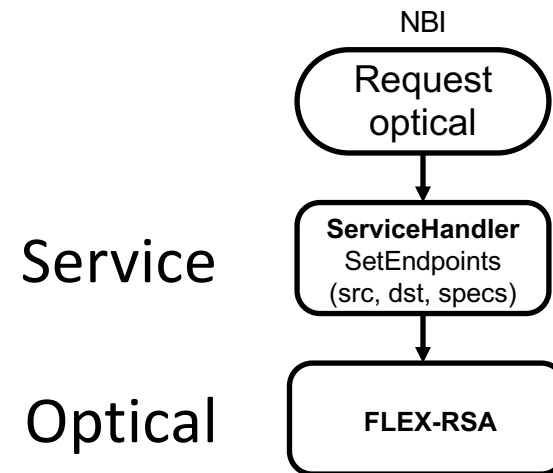 NBI
Request
optical
Service
ServiceHandler
SetEndpoints
(src, dst, specs)
Optical
FLEX-RSA